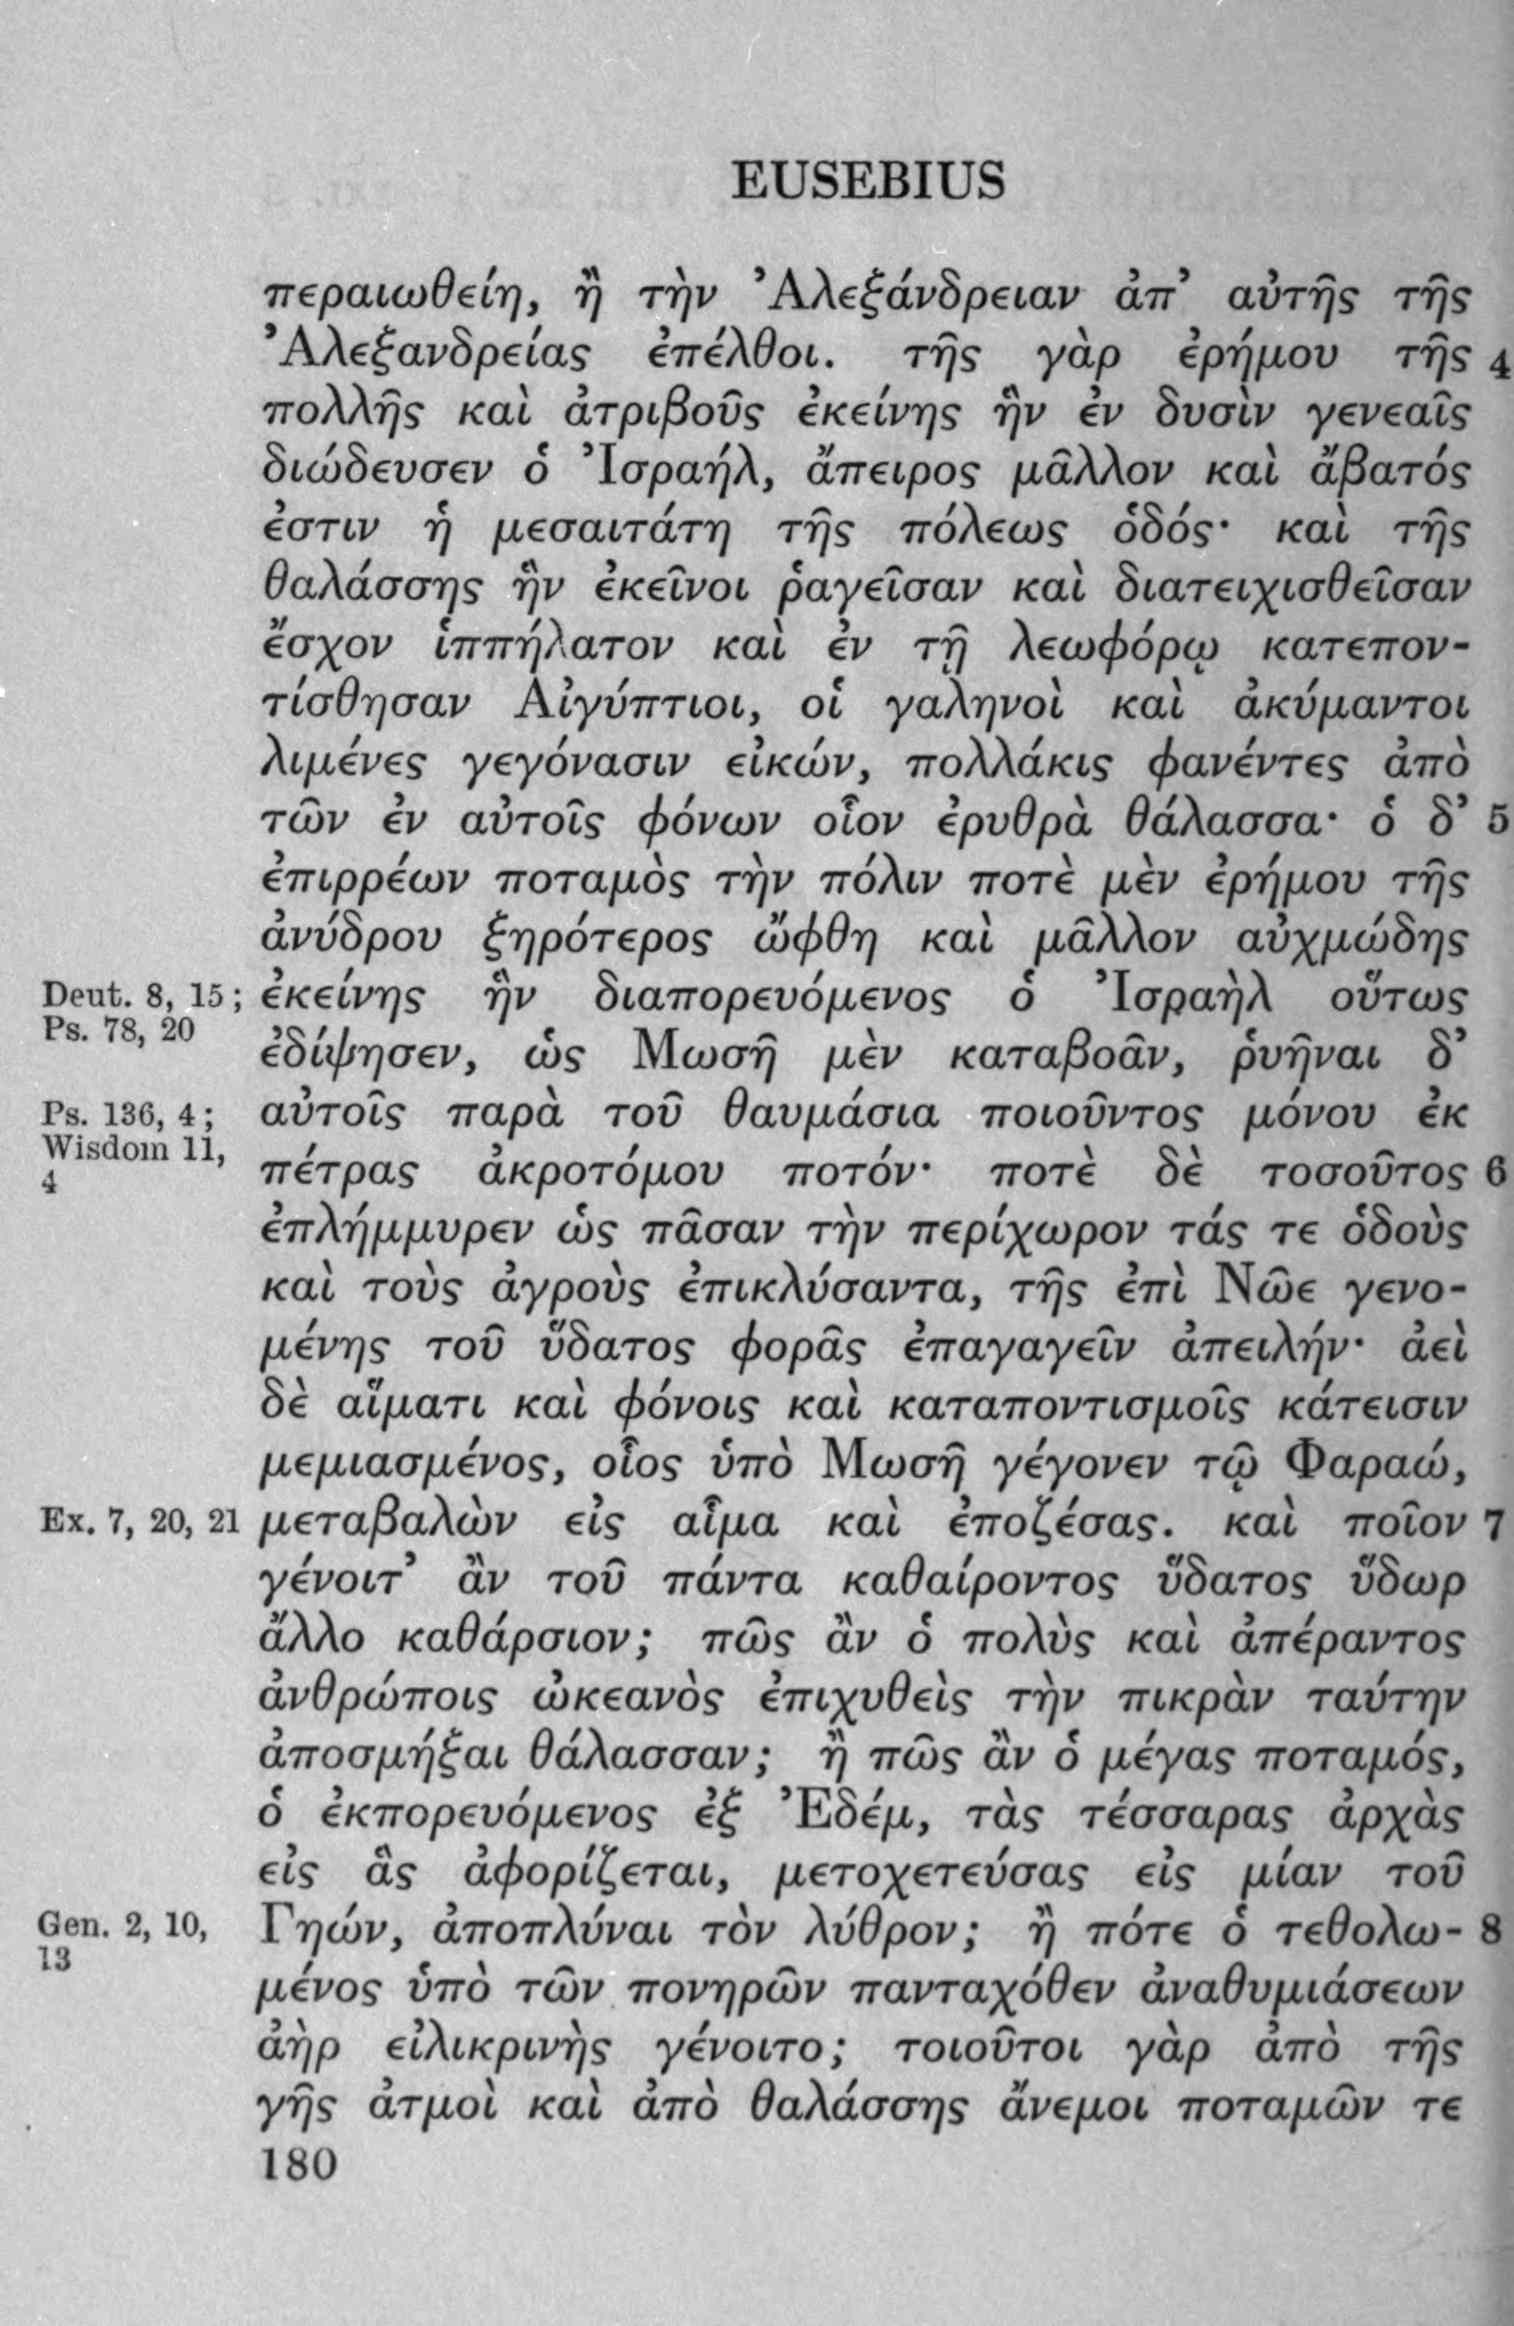 EUSEBIUS
περαιωθείη, ἢ τὴν Ἀλεξάνδρειαν ἀπ’ αὐτῆς τῆς
Ἀλεξανδρείας ἐπέλθοι. τῆς γὰρ ἐρήμου τῆς 4
πολλῆς καὶ ἀτριβοῦς ἐκείνης ἣν ἐν δυσὶν γενεαῖς
διώδευσεν ὁ Ἰσραήλ, ἄπειρος μᾶλλον καὶ ἄβατός
ἐστιν ἡ μεσαιτάτη τῆς πόλεως ὁδός· καὶ τῆς
θαλάσσης ἣν ἐκεῖνοι ῥαγεῖσαν καὶ διατειχισθεῖσαν
ἔσχον ἱππήλατον καὶ ἐν τῇ λεωφόρῳ κατεπον-
τίσθησαν Αἰγύπτιοι, οἱ γαληνοὶ καὶ ἀκύμαντοι
λιμένες γεγόνασιν εἰκών, πολλάκις φανέντες ἀπὸ
τῶν ἐν αὐτοῖς φόνων οἷον ἐρυθρὰ θάλασσα· ὁ δ’ 5
ἐπιρρέων ποταμὸς τὴν πόλιν ποτὲ μὲν ἐρήμου τῆς
ἀνύδρου ξηρότερος ὤφθη καὶ μᾶλλον αὐχμώδης
Deut. 8, 15; ἐκείνης ἣν διαπορευόμενος ὁ Ἰσραὴλ οὕτως
Ps. 78, 20
ἐδίψησεν, ὡς Μωσῆ μὲν καταβοᾶν, ῥυῆναι δ’
Ps. 136, 4; αὐτοῖς παρὰ τοῦ θαυμάσια ποιοῦντος μόνου ἐκ
Wisdom 11,
4
πέτρας ἀκροτόμου ποτόν· ποτὲ δὲ τοσοῦτος 6
ἐπλήμμυρεν ὡς πᾶσαν τὴν περίχωρον τάς τε ὁδοὺς
καὶ τοὺς ἀγροὺς ἐπικλύσαντα, τῆς ἐπὶ Νῶε γενο-
μένης τοῦ ὕδατος φορᾶς ἐπαγαγεῖν ἀπειλήν· ἀεὶ
δὲ αἵματι καὶ φόνοις καὶ καταποντισμοῖς κάτεισιν
μεμιασμένος, οἷος ὑπὸ Μωσῆ γέγονεν τῷ Φαραώ,
Ex. 7, 20, 21 μεταβαλὼν εἰς αἷμα καὶ ἐποζέσας. καὶ ποῖον 7
γένοιτ’ ἂν τοῦ πάντα καθαίροντος ὕδατος ὕδωρ
ἄλλο καθάρσιον; πῶς ἂν ὁ πολὺς καὶ ἀπέραντος
ἀνθρώποις ὠκεανὸς ἐπιχυθεὶς τὴν πικρὰν ταύτην
ἀποσμήξαι θάλασσαν; ἢ πῶς ἂν ὁ μέγας ποταμός,
ὁ ἐκπορευόμενος ἐξ Ἐδέμ, τὰς τέσσαρας ἀρχὰς
εἰς ἃς ἀφορίζεται, μετοχετεύσας εἰς μίαν τοῦ
Gen. 2, 10, Γηών, ἀποπλύναι τὸν λύθρον; ἢ πότε ὁ τεθολω- 8
13
μένος ὑπὸ τῶν πονηρῶν πανταχόθεν ἀναθυμιάσεων
ἀὴρ εἰλικρινὴς γένοιτο; τοιοῦτοι γὰρ ἀπὸ τῆς
γῆς ἀτμοὶ καὶ ἀπὸ θαλάσσης ἄνεμοι ποταμῶν τε
180